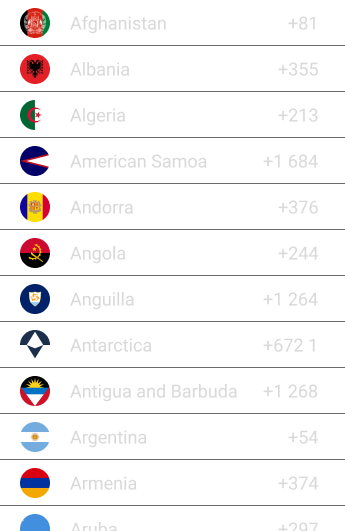 Afghanistan +81
Albania +355
Algeria +213
American Samoa +1 684
Andorra +376
Angola +244
Anguilla +1 264
Antarctica +672 1
Antigua and Barbuda +1 268
Argentina +54
Armenia +374
Aruba +297